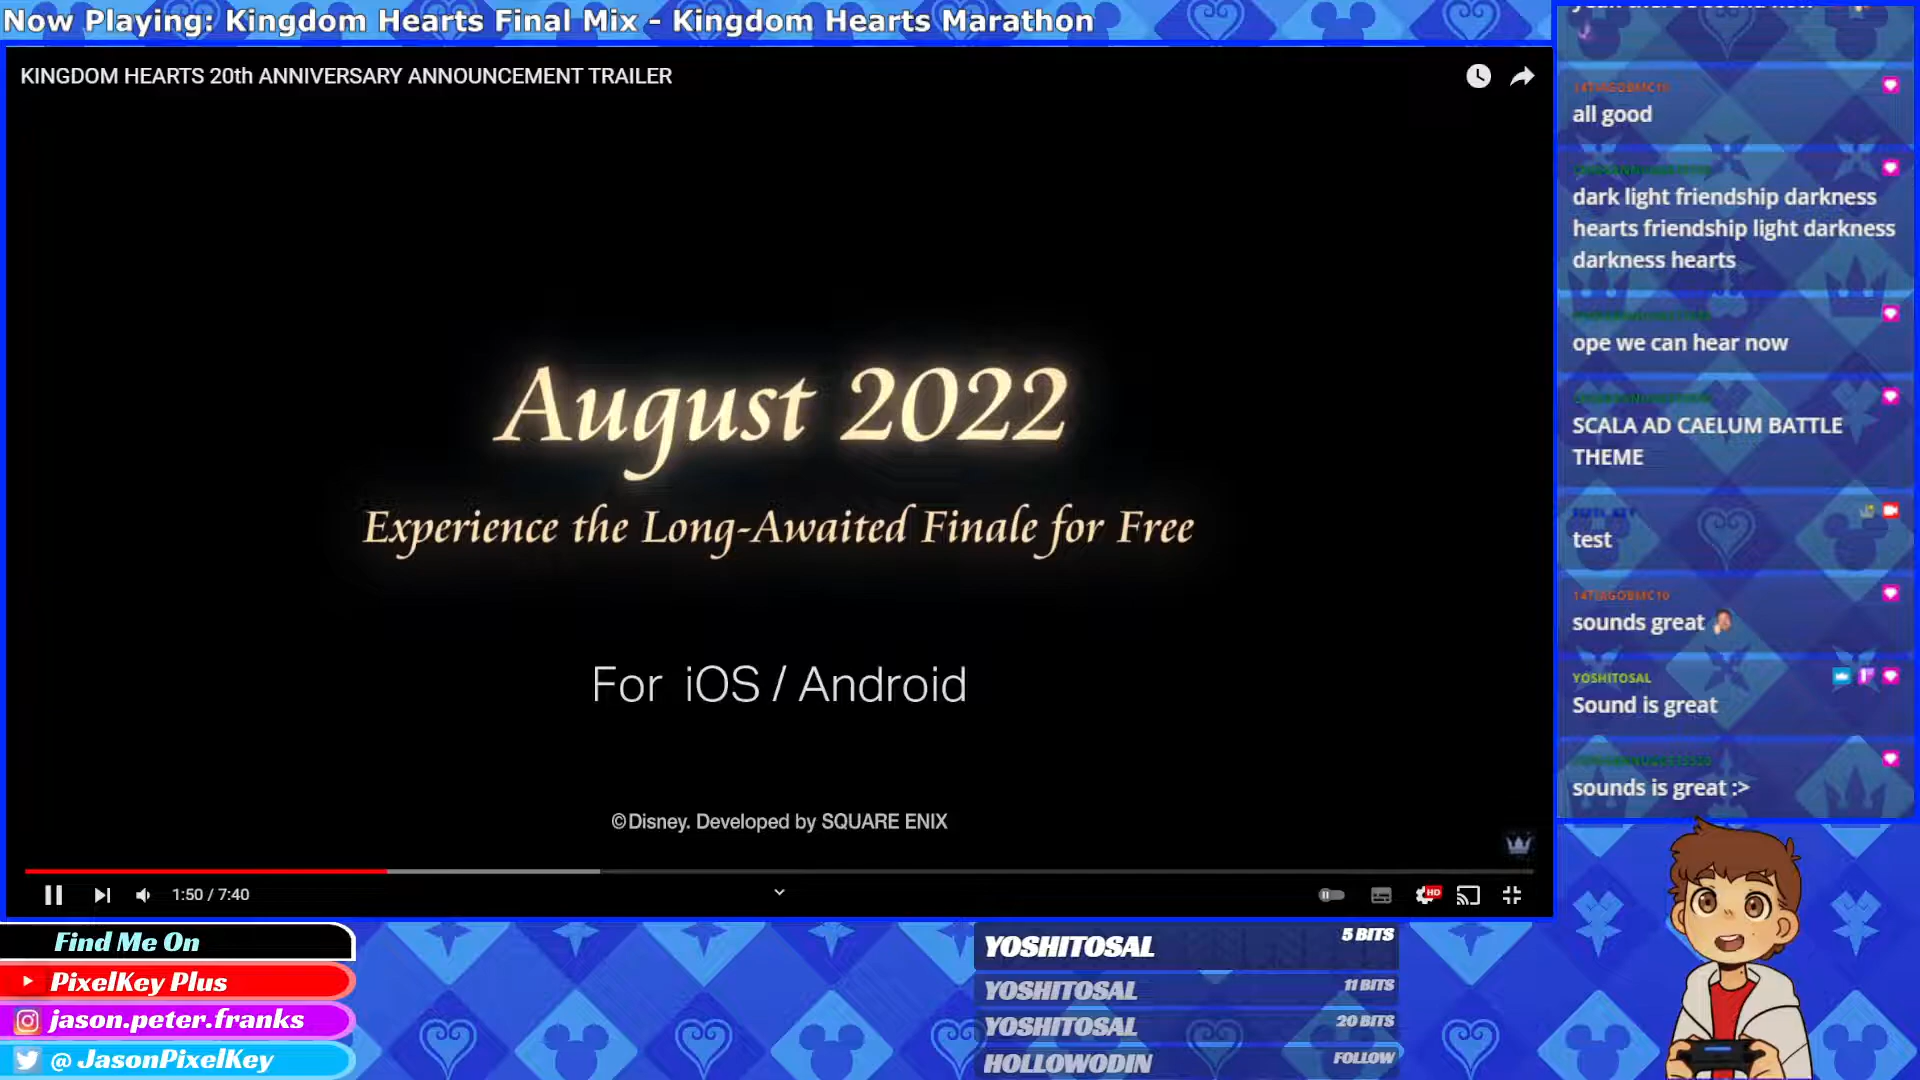 Now Playing: Kingdom Hearts Final Mix - Kingdom Hearts Marathon
KINGDOM HEARTS 20th ANNIVERSARY ANNOUNCEMENT TRAILER
August 2022
Experience the Long-Awaited Finale for Free
For iOS / Android
©Disney. Developed by SQUARE ENIX
1:50 / 7:40
HD
14TIAGOBMC10
all good
dark light friendship darkness
hearts friendship light darkness
darkness hearts
ope we can hear now
SCALA AD CAELUM BATTLE
THEME
test
14TIAGOBMC10
sounds great
YOSHITOSAL
Sound is great
sounds is great :>
Find Me On
PixelKey Plus
jason.peter.franks
@JasonPixelKey
YOSHITOSAL 5 BITS
YOSHITOSAL 11 BITS
YOSHITOSAL 20 BITS
HOLLOWODIN FOLLOW